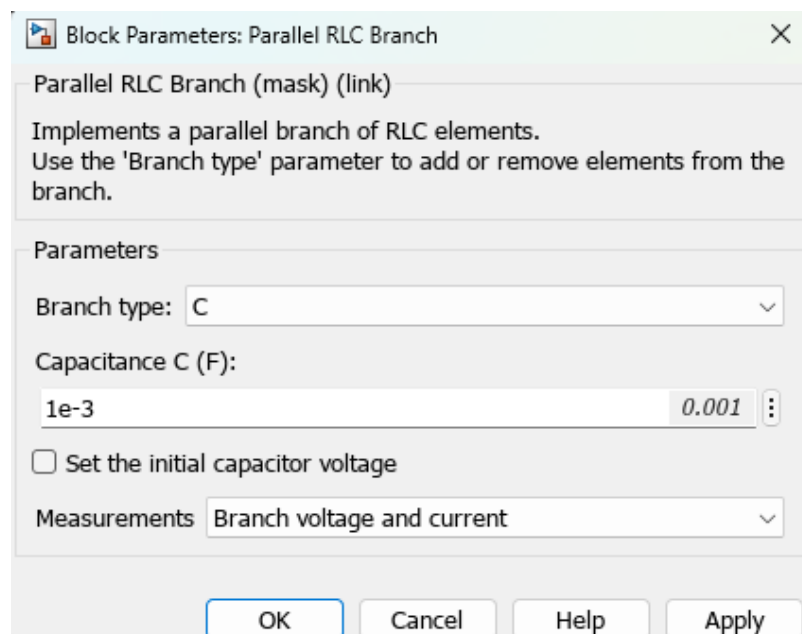 Block Parameters: Parallel RLC Branch
Parallel RLC Branch (mask) (link)
Implements a parallel branch of RLC elements.
Use the 'Branch type' parameter to add or remove elements from the
branch.
Parameters
Branch type: C
Capacitance C (F):
1e-3 0.001
Set the initial capacitor voltage
Measurements Branch voltage and current
OK Cancel Help Apply